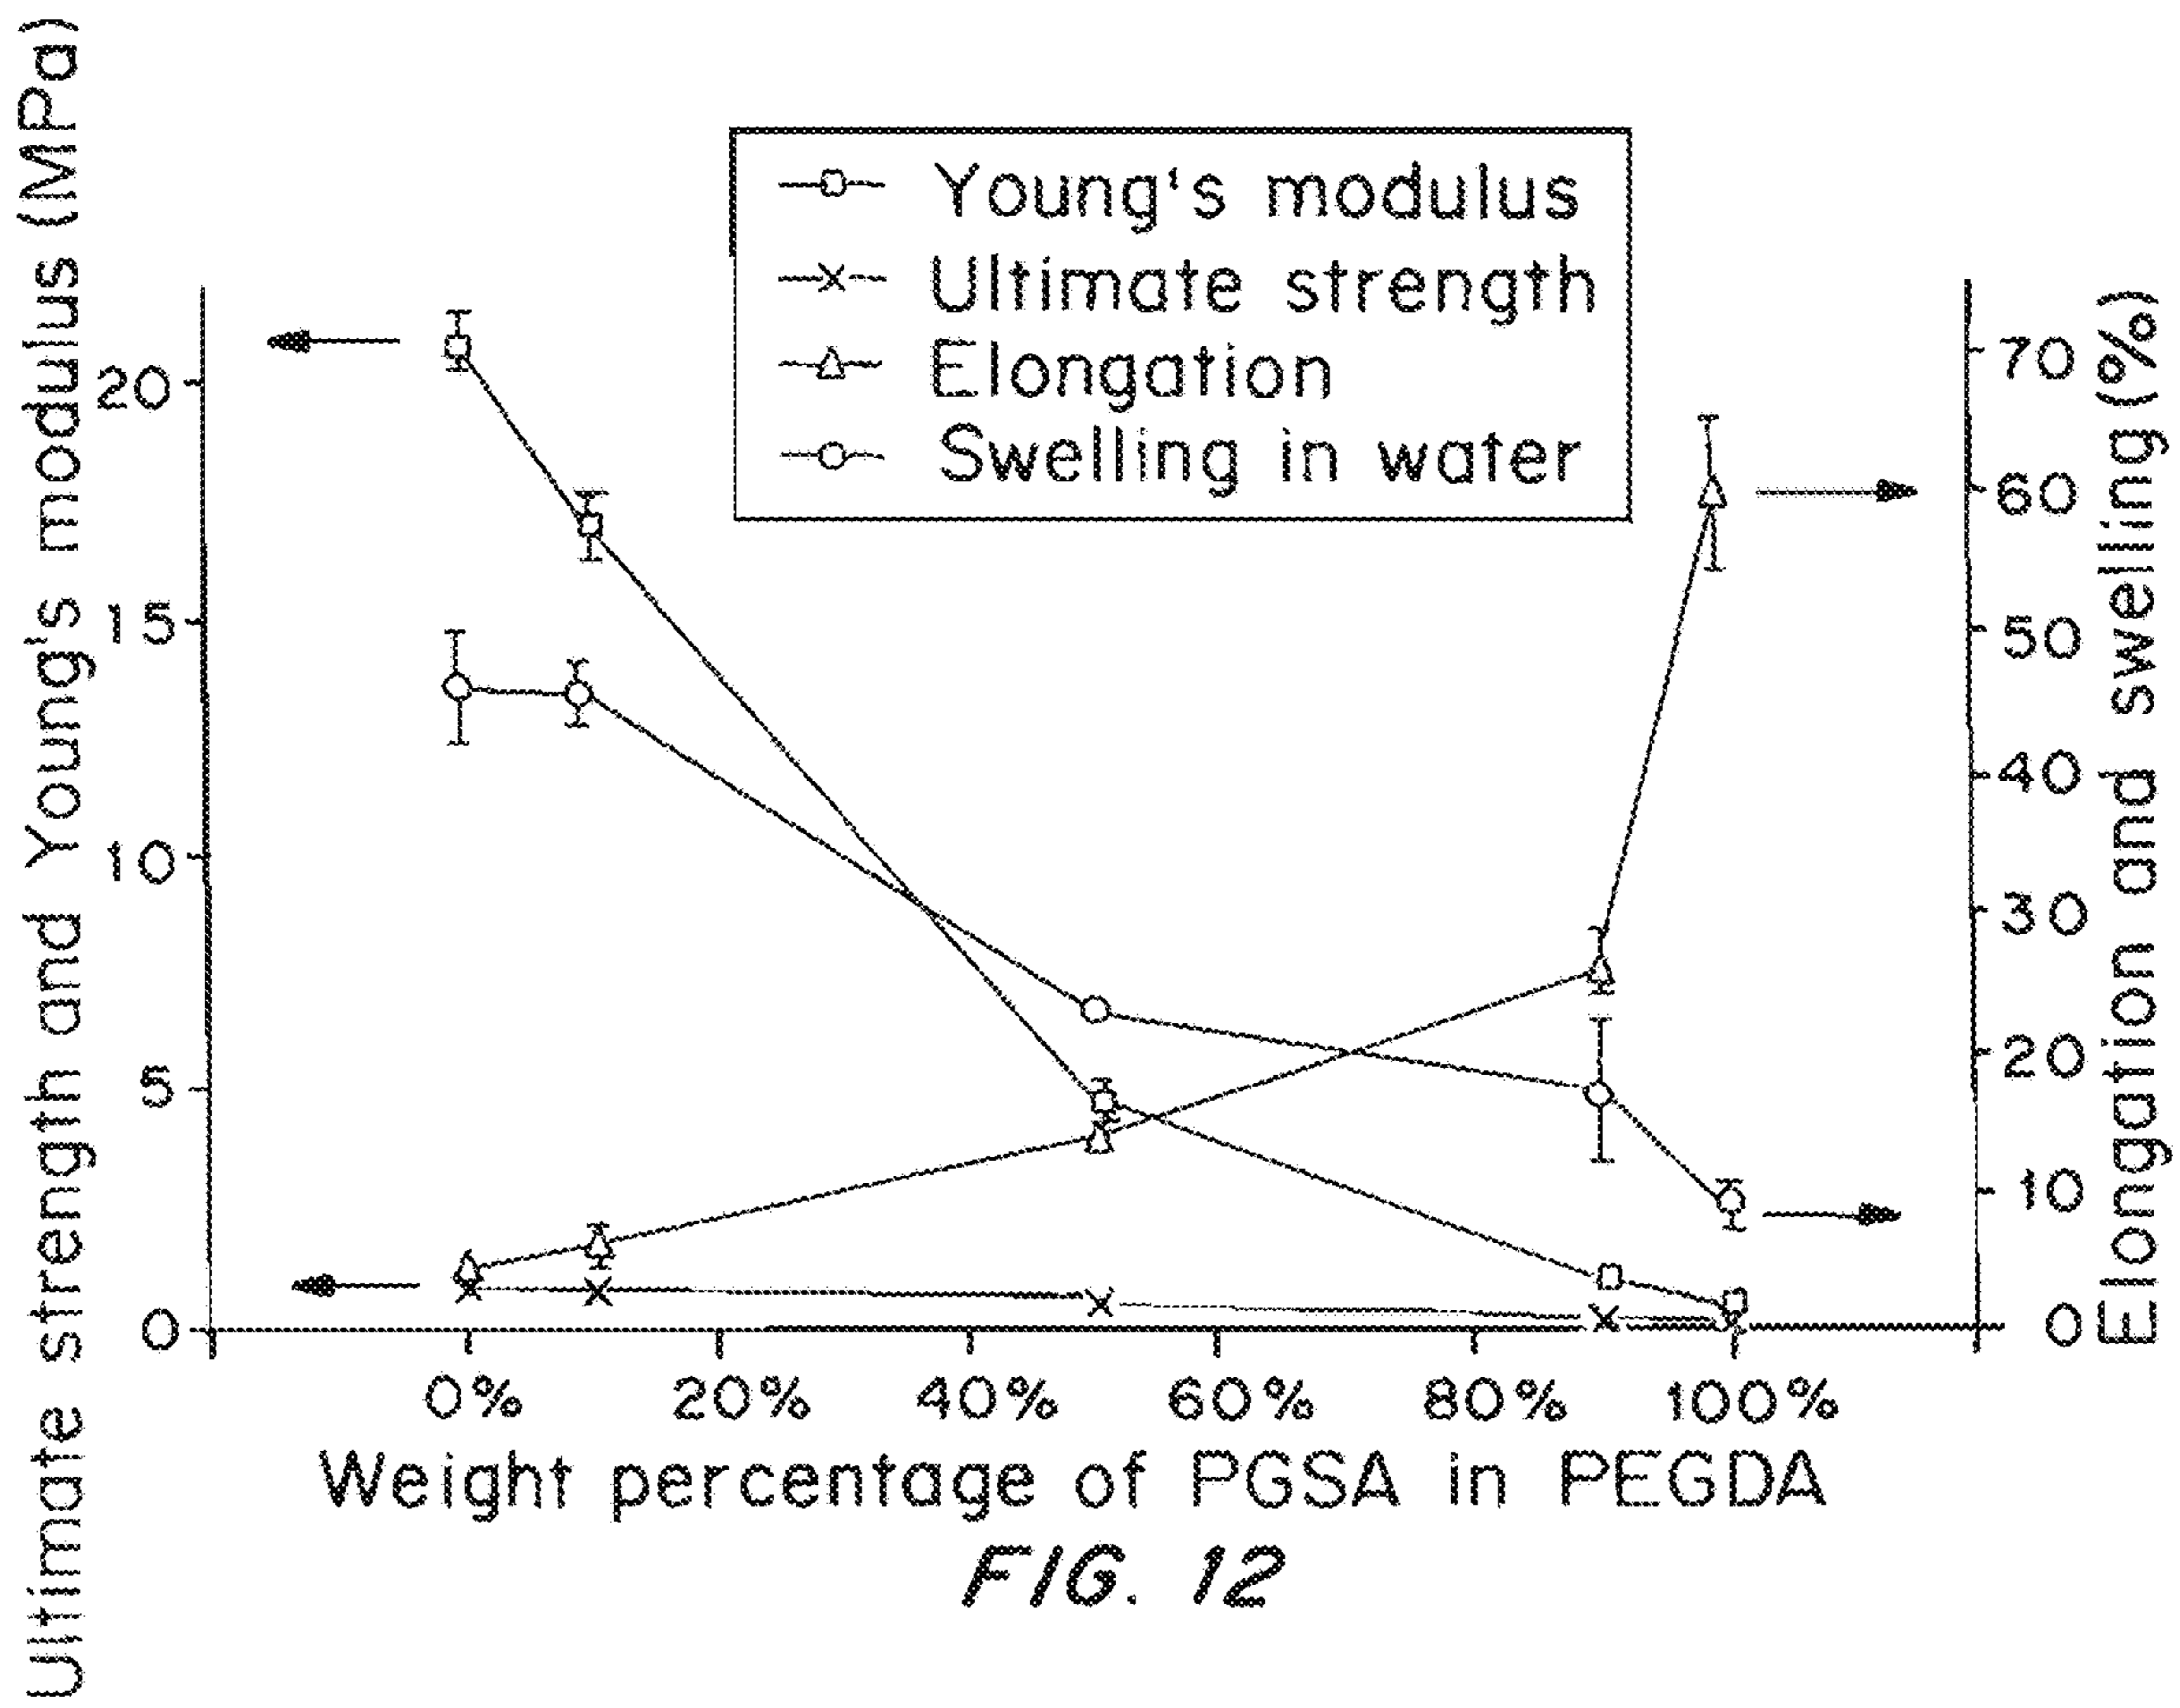 Ultimate strength and Young's modulus (MPa)
Young's modulus
Ultimate strength
Elongation
Swelling in water
20
15
10
5
0
70
60
50
40
30
20
10
0
Elongation and swelling (%)
0% 20% 40% 60% 80% 100%
Weight percentage of PGSA in PEGDA
FIG. 12